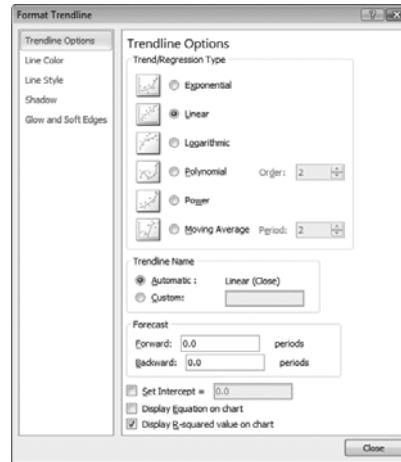 Format Trendline
Trendline Options
Line Color
Line Style
Shadow
Glow and Soft Edges
Trendline Options
Trend/Regression Type
Exponential
Linear
Logarithmic
Polynomial Order: 2
Power
Moving Average Period: 2
Trendline Name
Automatic : Linear (Close)
Custom:
Forecast
Forward: 0.0 periods
Backward: 0.0 periods
Set Intercept = 0.0
Display Equation on chart
Display R-squared value on chart
Close